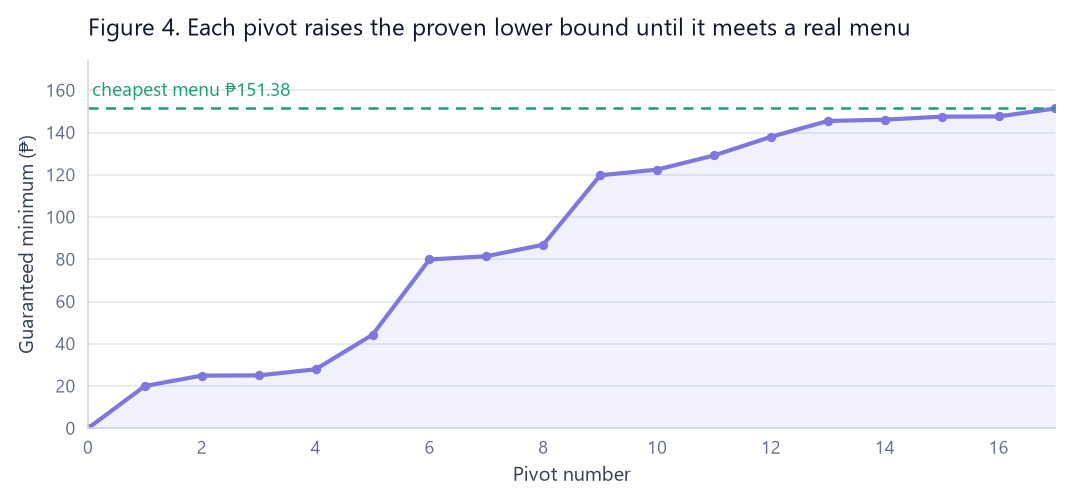 Figure 4. Each pivot raises the proven lower bound until it meets a real menu
cheapest menu ₱151.38
Guaranteed minimum (₱)
160
140
120
100
80
60
40
20
0
0 2 4 6 8 10 12 14 16
Pivot number